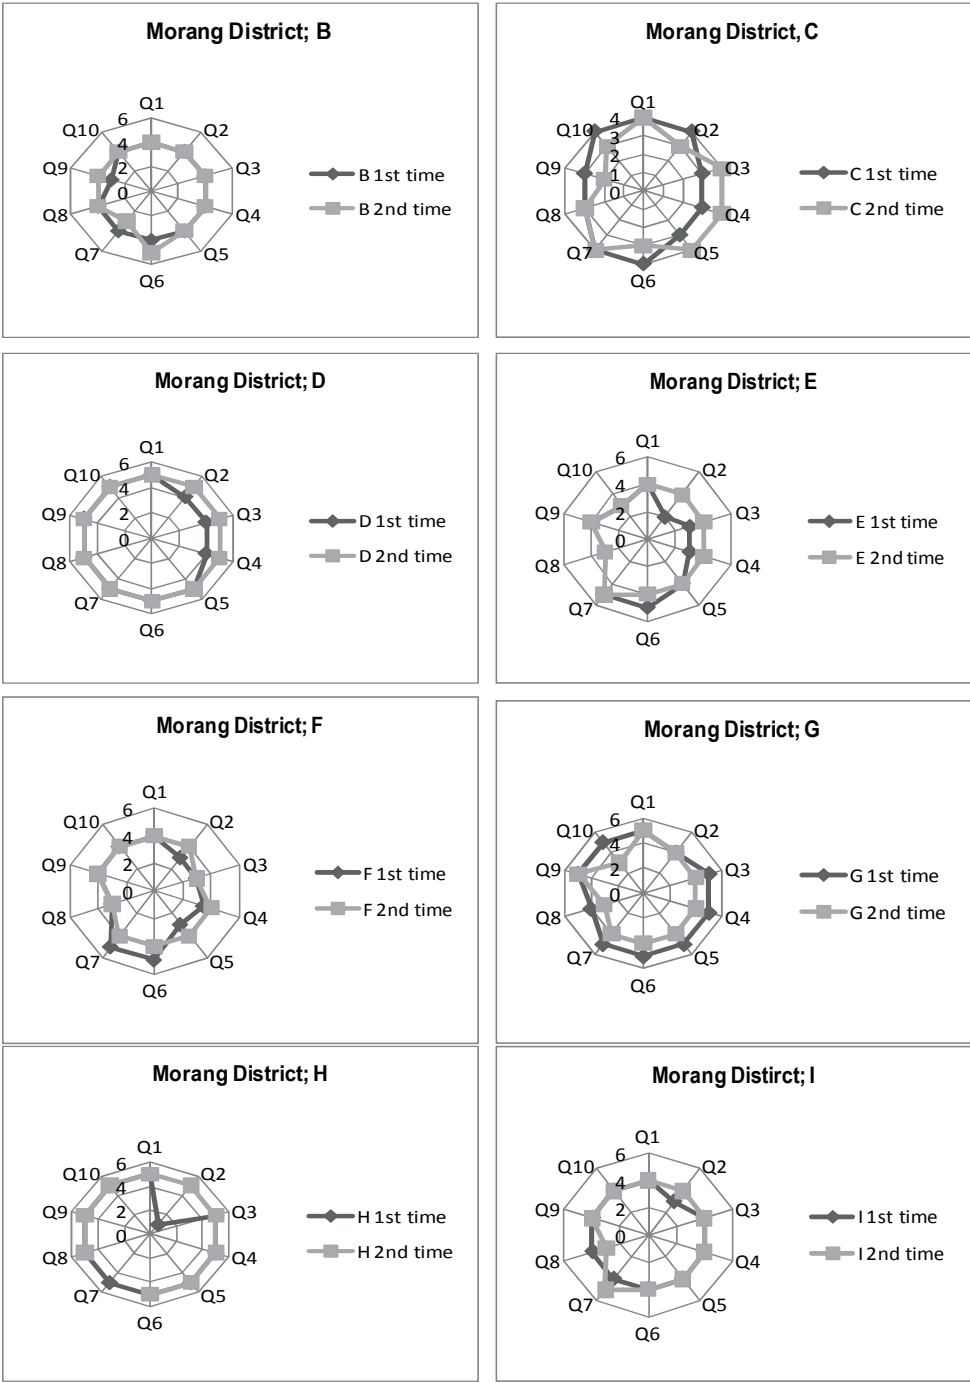 Morang District; B
Q1
Q2
Q3
Q4
Q5
Q6
Q7
Q8
Q9
Q10
6
4
2
0
B 1st time
B 2nd time
Morang District, C
Q1
Q2
Q3
Q4
Q5
Q6
Q7
Q8
Q9
Q10
4
3
2
1
0
C 1st time
C 2nd time
Morang District; D
Q1
Q2
Q3
Q4
Q5
Q6
Q7
Q8
Q9
Q10
6
4
2
0
D 1st time
D 2nd time
Morang District; E
Q1
Q2
Q3
Q4
Q5
Q6
Q7
Q8
Q9
Q10
6
4
2
0
E 1st time
E 2nd time
Morang District; F
Q1
Q2
Q3
Q4
Q5
Q6
Q7
Q8
Q9
Q10
6
4
2
0
F 1st time
F 2nd time
Morang District; G
Q1
Q2
Q3
Q4
Q5
Q6
Q7
Q8
Q9
Q10
6
4
2
0
G 1st time
G 2nd time
Morang District; H
Q1
Q2
Q3
Q4
Q5
Q6
Q7
Q8
Q9
Q10
6
4
2
0
H 1st time
H 2nd time
Morang Distirct; I
Q1
Q2
Q3
Q4
Q5
Q6
Q7
Q8
Q9
Q10
6
4
2
0
I 1st time
I 2nd time